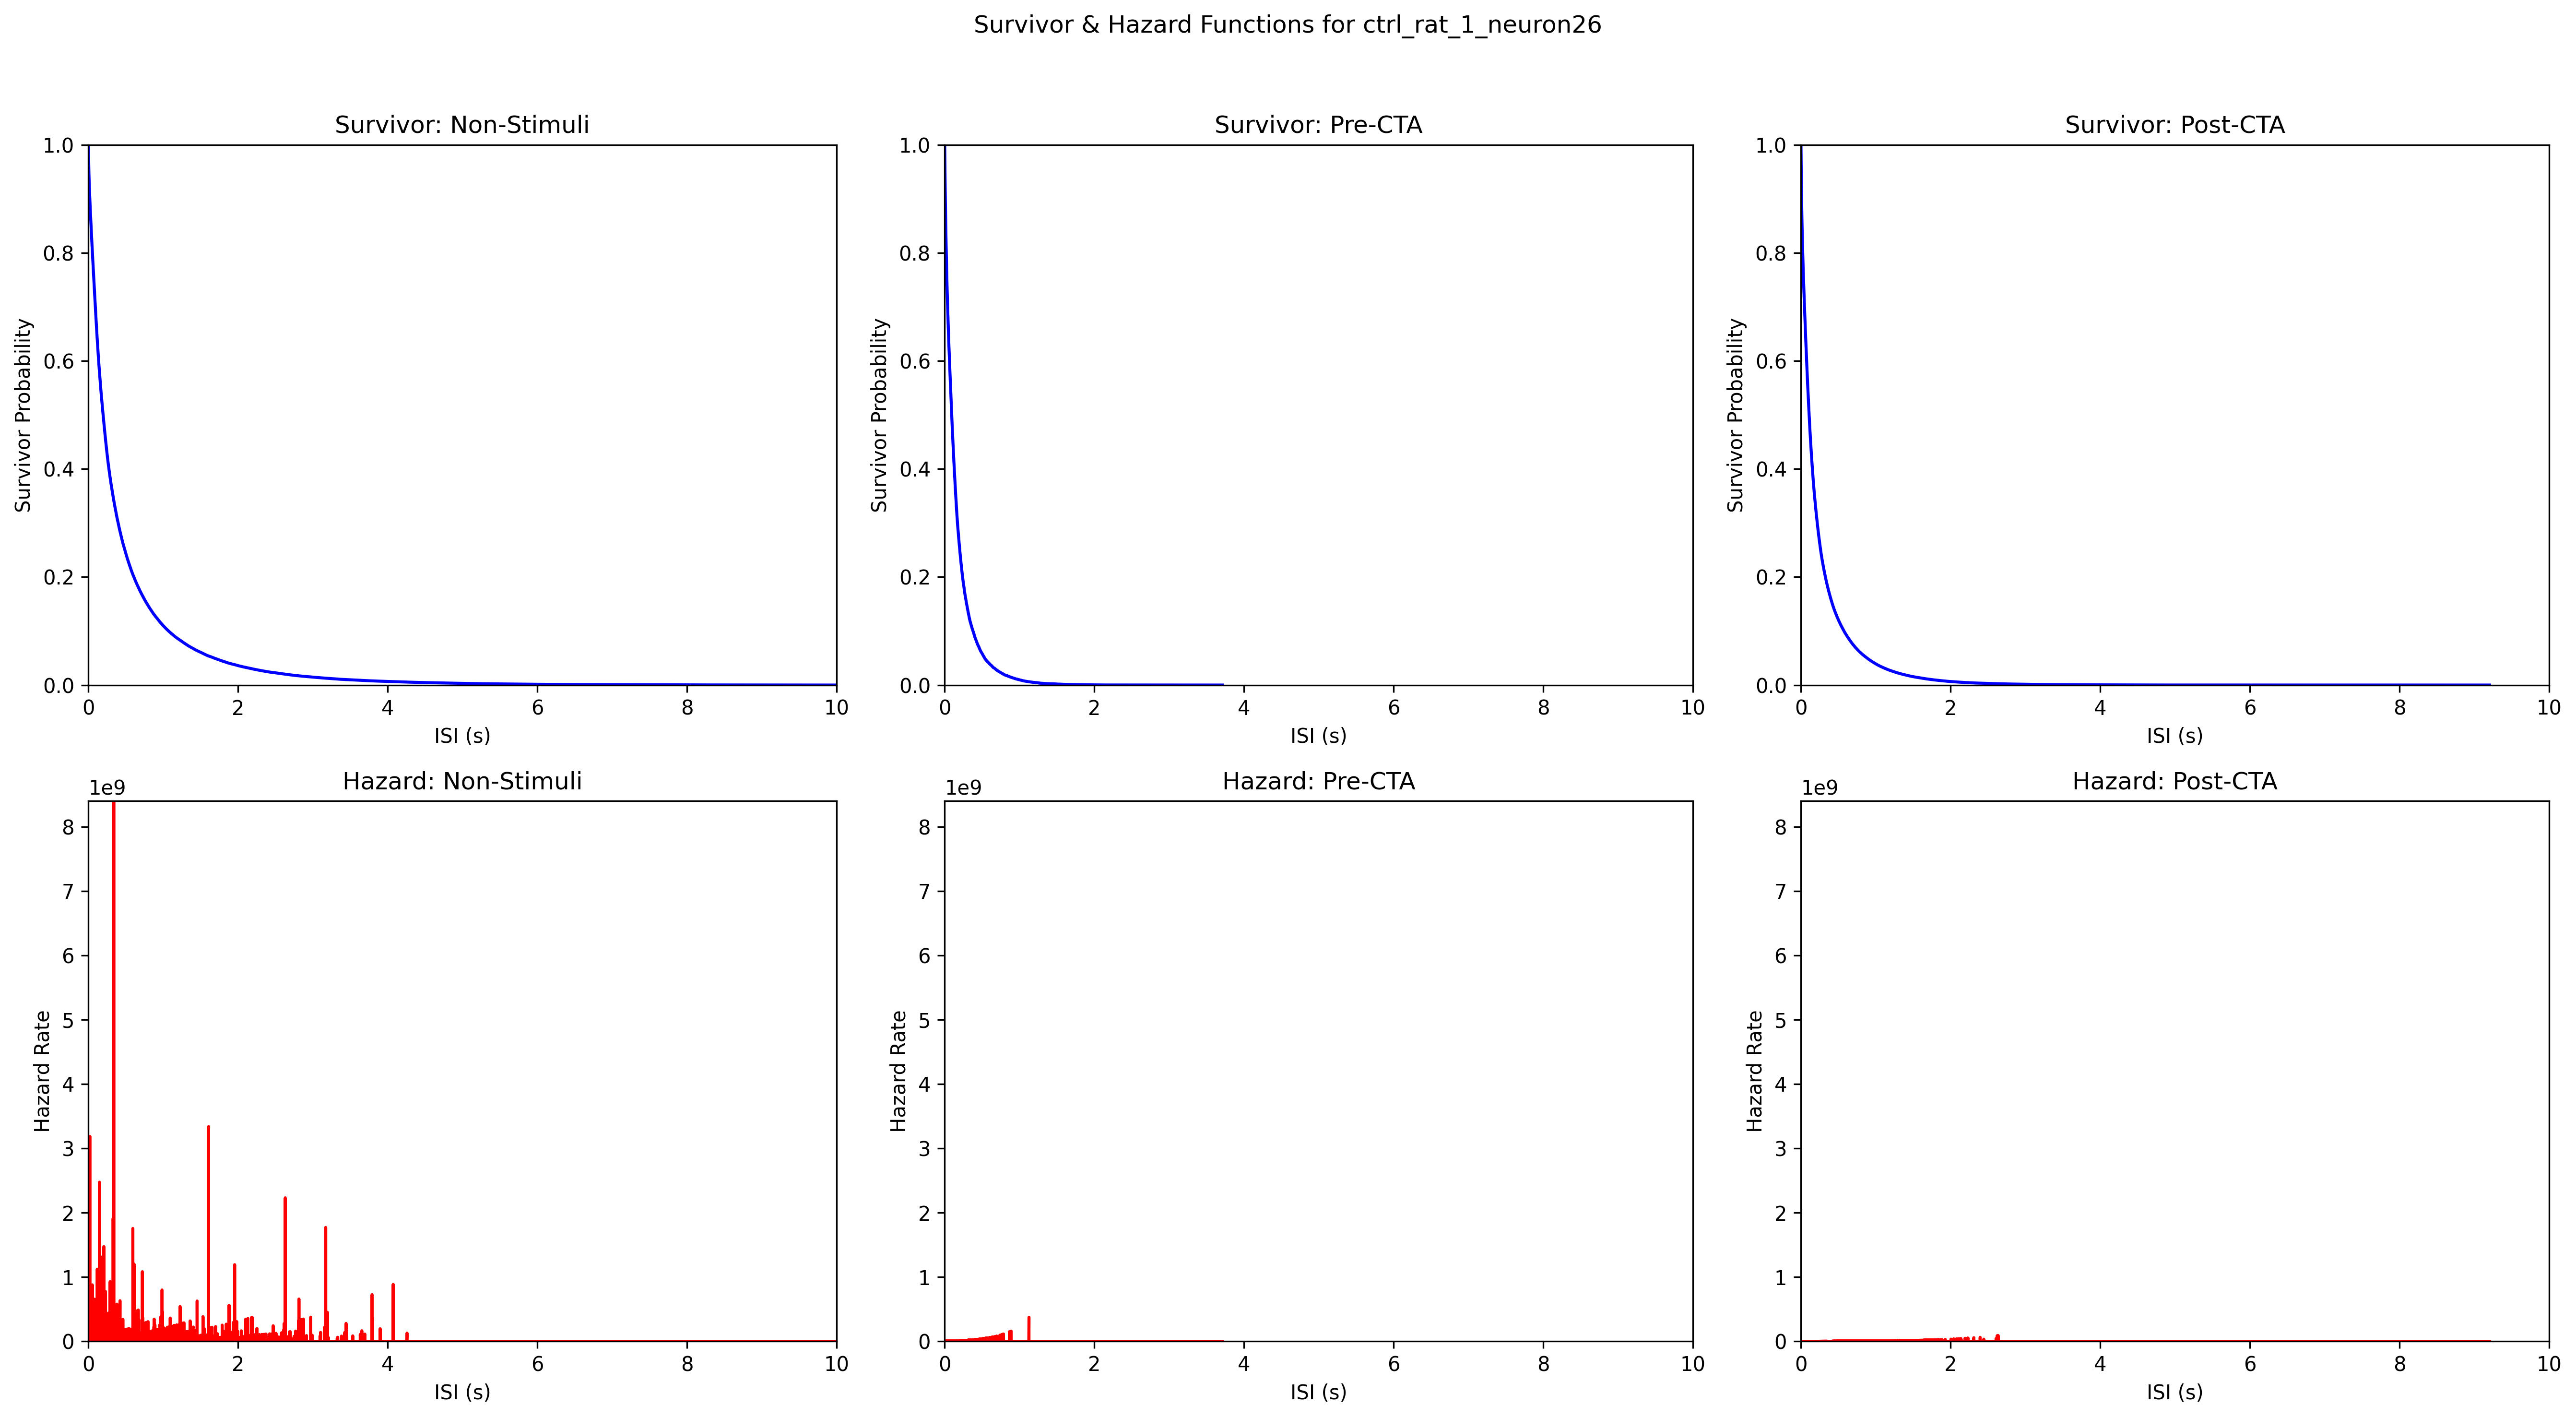 Survivor & Hazard Functions for ctrl_rat_1_neuron26
Survivor: Non-Stimuli
Survivor Probability
1.0
0.8
0.6
0.4
0.2
0.0
0 2 4 6 8 10
ISI (s)
Survivor: Pre-CTA
Survivor Probability
1.0
0.8
0.6
0.4
0.2
0.0
0 2 4 6 8 10
ISI (s)
Survivor: Post-CTA
Survivor Probability
1.0
0.8
0.6
0.4
0.2
0.0
0 2 4 6 8 10
ISI (s)
Hazard: Non-Stimuli
1e9
Hazard Rate
8
7
6
5
4
3
2
1
0
0 2 4 6 8 10
ISI (s)
Hazard: Pre-CTA
1e9
Hazard Rate
8
7
6
5
4
3
2
1
0
0 2 4 6 8 10
ISI (s)
Hazard: Post-CTA
1e9
Hazard Rate
8
7
6
5
4
3
2
1
0
0 2 4 6 8 10
ISI (s)